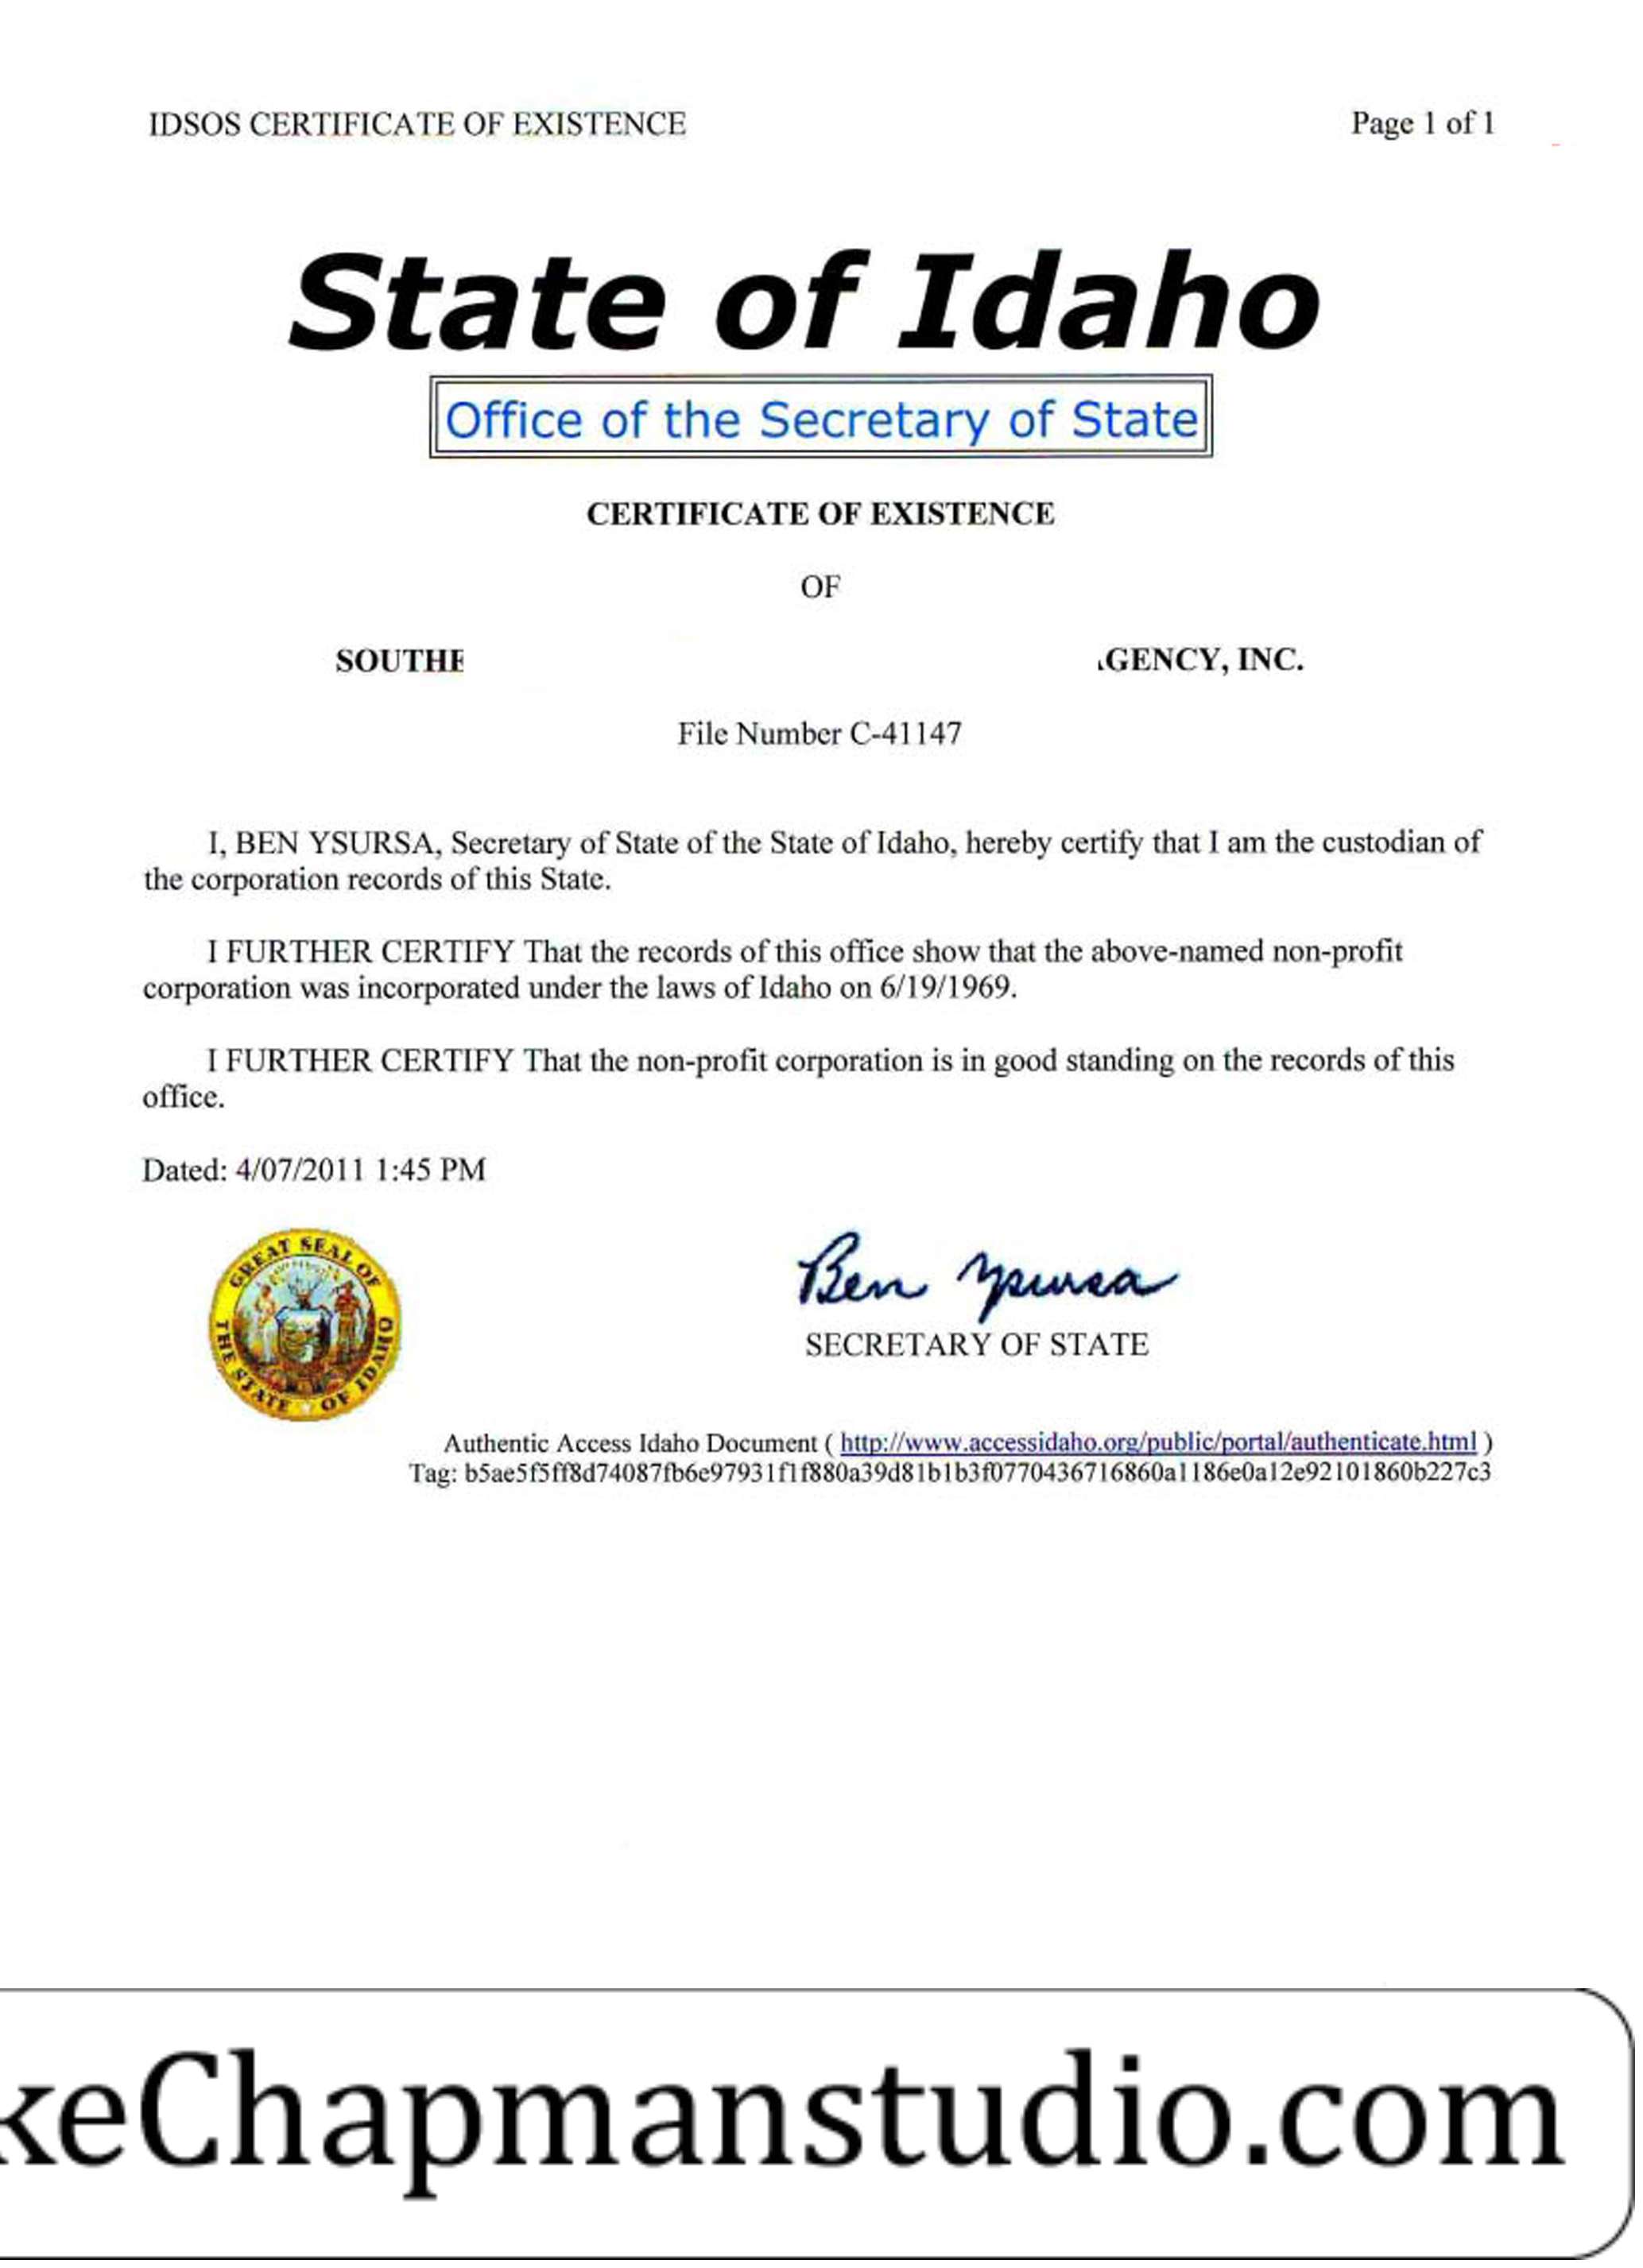 IDSOS CERTIFICATE OF EXISTENCE Page 1 of 1
State of Idaho
Office of the Secretary of State
CERTIFICATE OF EXISTENCE
OF
SOUTHE GENCY, INC.
File Number C-41147
I, BEN YSURSA, Secretary of State of the State of Idaho, hereby certify that I am the custodian of
the corporation records of this State.
I FURTHER CERTIFY That the records of this office show that the above-named non-profit
corporation was incorporated under the laws of Idaho on 6/19/1969.
I FURTHER CERTIFY That the non-profit corporation is in good standing on the records of this
office.
Dated: 4/07/2011 1:45 PM
GREAT SEAL OF THE STATE OF IDAHO
Ben Ysursa
SECRETARY OF STATE
Authentic Access Idaho Document ( http://www.accessidaho.org/public/portal/authenticate.html )
Tag: b5ae5f5ff8d74087fb6e97931f1f880a39d81b1b3f0770436716860a1186e0a12e92101860b227c3
keChapmanstudio.com